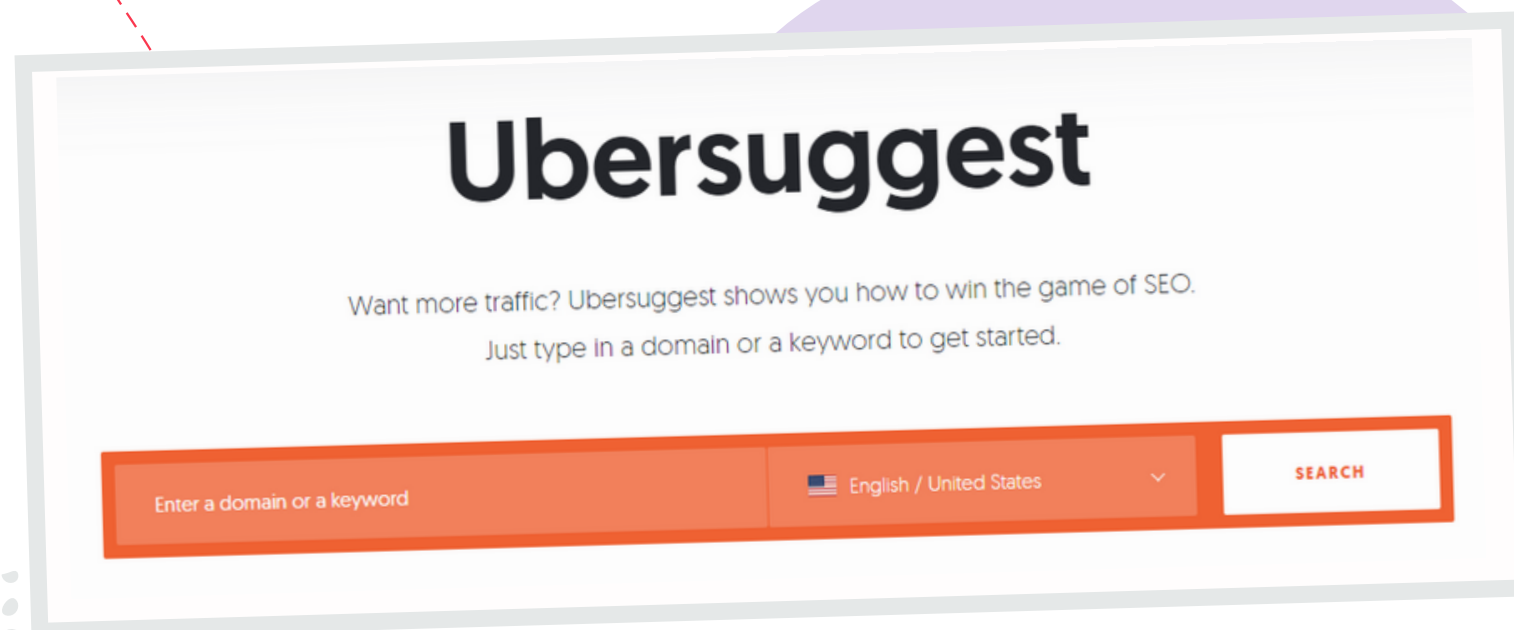 Ubersuggest
Want more traffic? Ubersuggest shows you how to win the game of SEO.
Just type in a domain or a keyword to get started.
Enter a domain or a keyword
English / United States
SEARCH